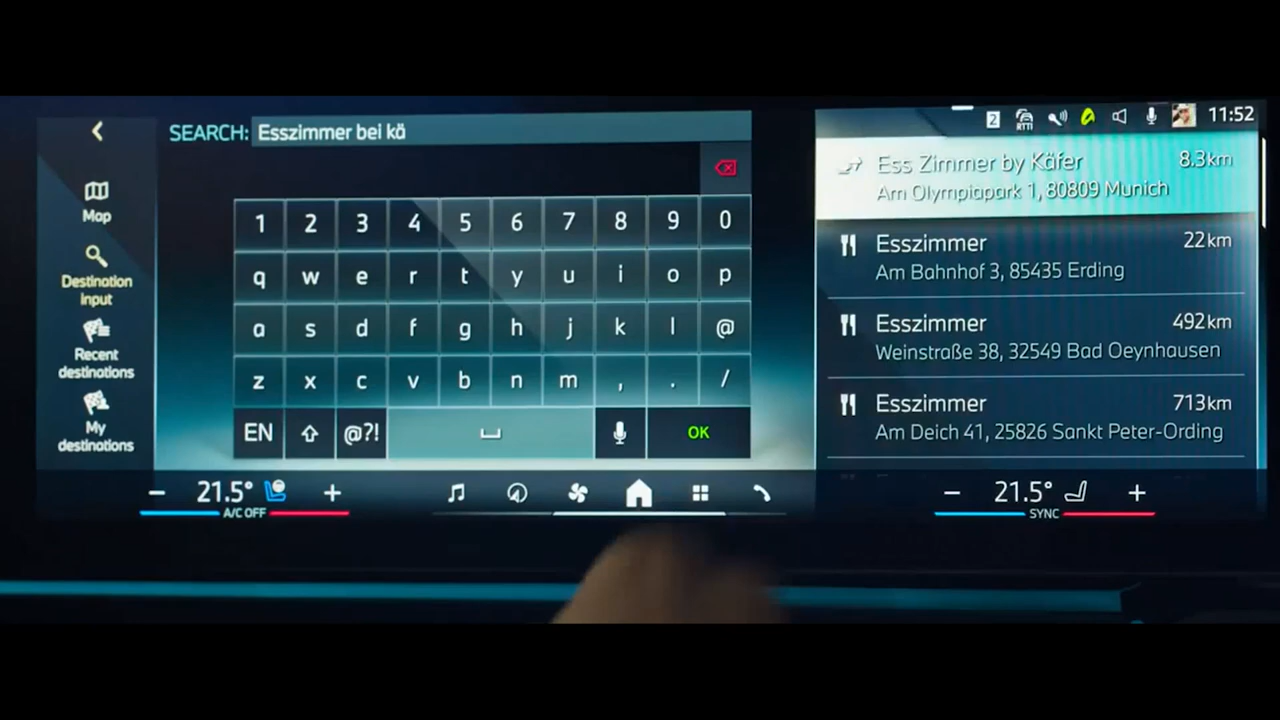 SEARCH: Esszimmer bei kä
Map
Destination
input
Recent
destinations
My
destinations
1 2 3 4 5 6 7 8 9 0
q w e r t y u i o p
a s d f g h j k l @
z x c v b n m , . /
EN @?! OK
2 RTTI 11:52
Ess Zimmer by Käfer 8.3km
Am Olympiapark 1, 80809 Munich
Esszimmer 22km
Am Bahnhof 3, 85435 Erding
Esszimmer 492km
Weinstraße 38, 32549 Bad Oeynhausen
Esszimmer 713km
Am Deich 41, 25826 Sankt Peter-Ording
− 21.5° +
A/C OFF
− 21.5° +
SYNC